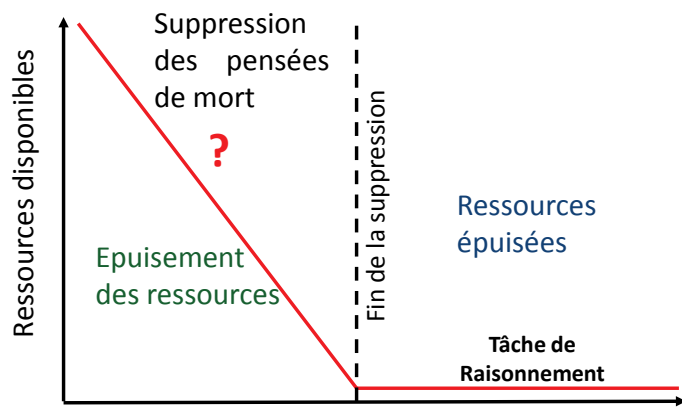 Ressources disponibles
Suppression
des pensées
de mort
?
Epuisement
des ressources
Fin de la suppression
Ressources
épuisées
Tâche de
Raisonnement